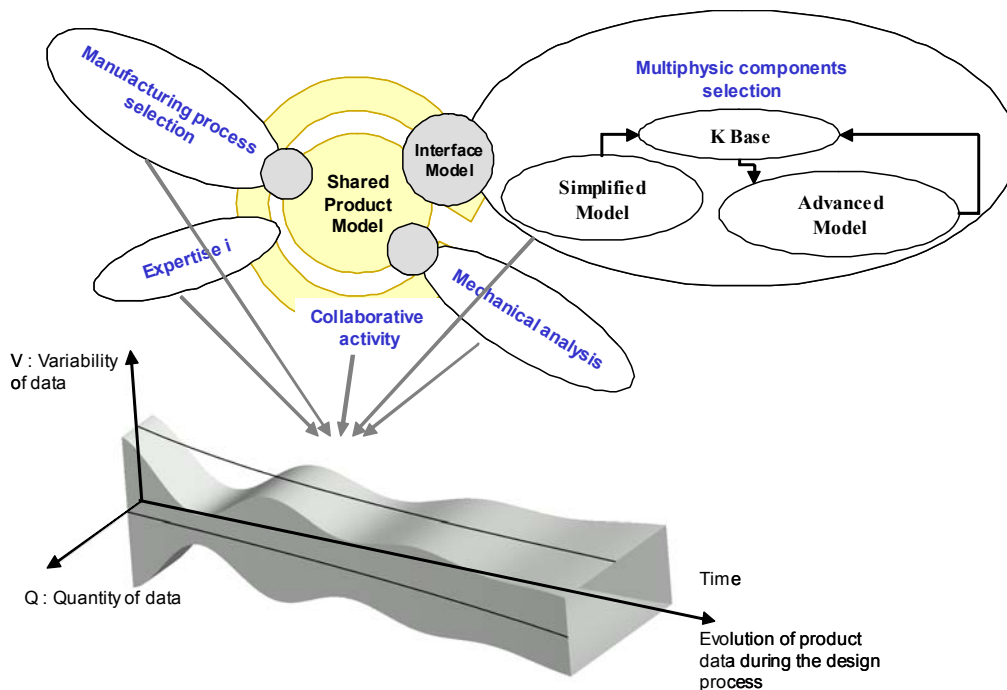 Manufacturing process
selection
Multiphysic components
selection
K Base
Interface
Model
Simplified
Model
Advanced
Model
Shared
Product
Model
Expertise i
Mechanical analysis
Collaborative
activity
V : Variability
of data
Q : Quantity of data
Time
Evolution of product
data during the design
process